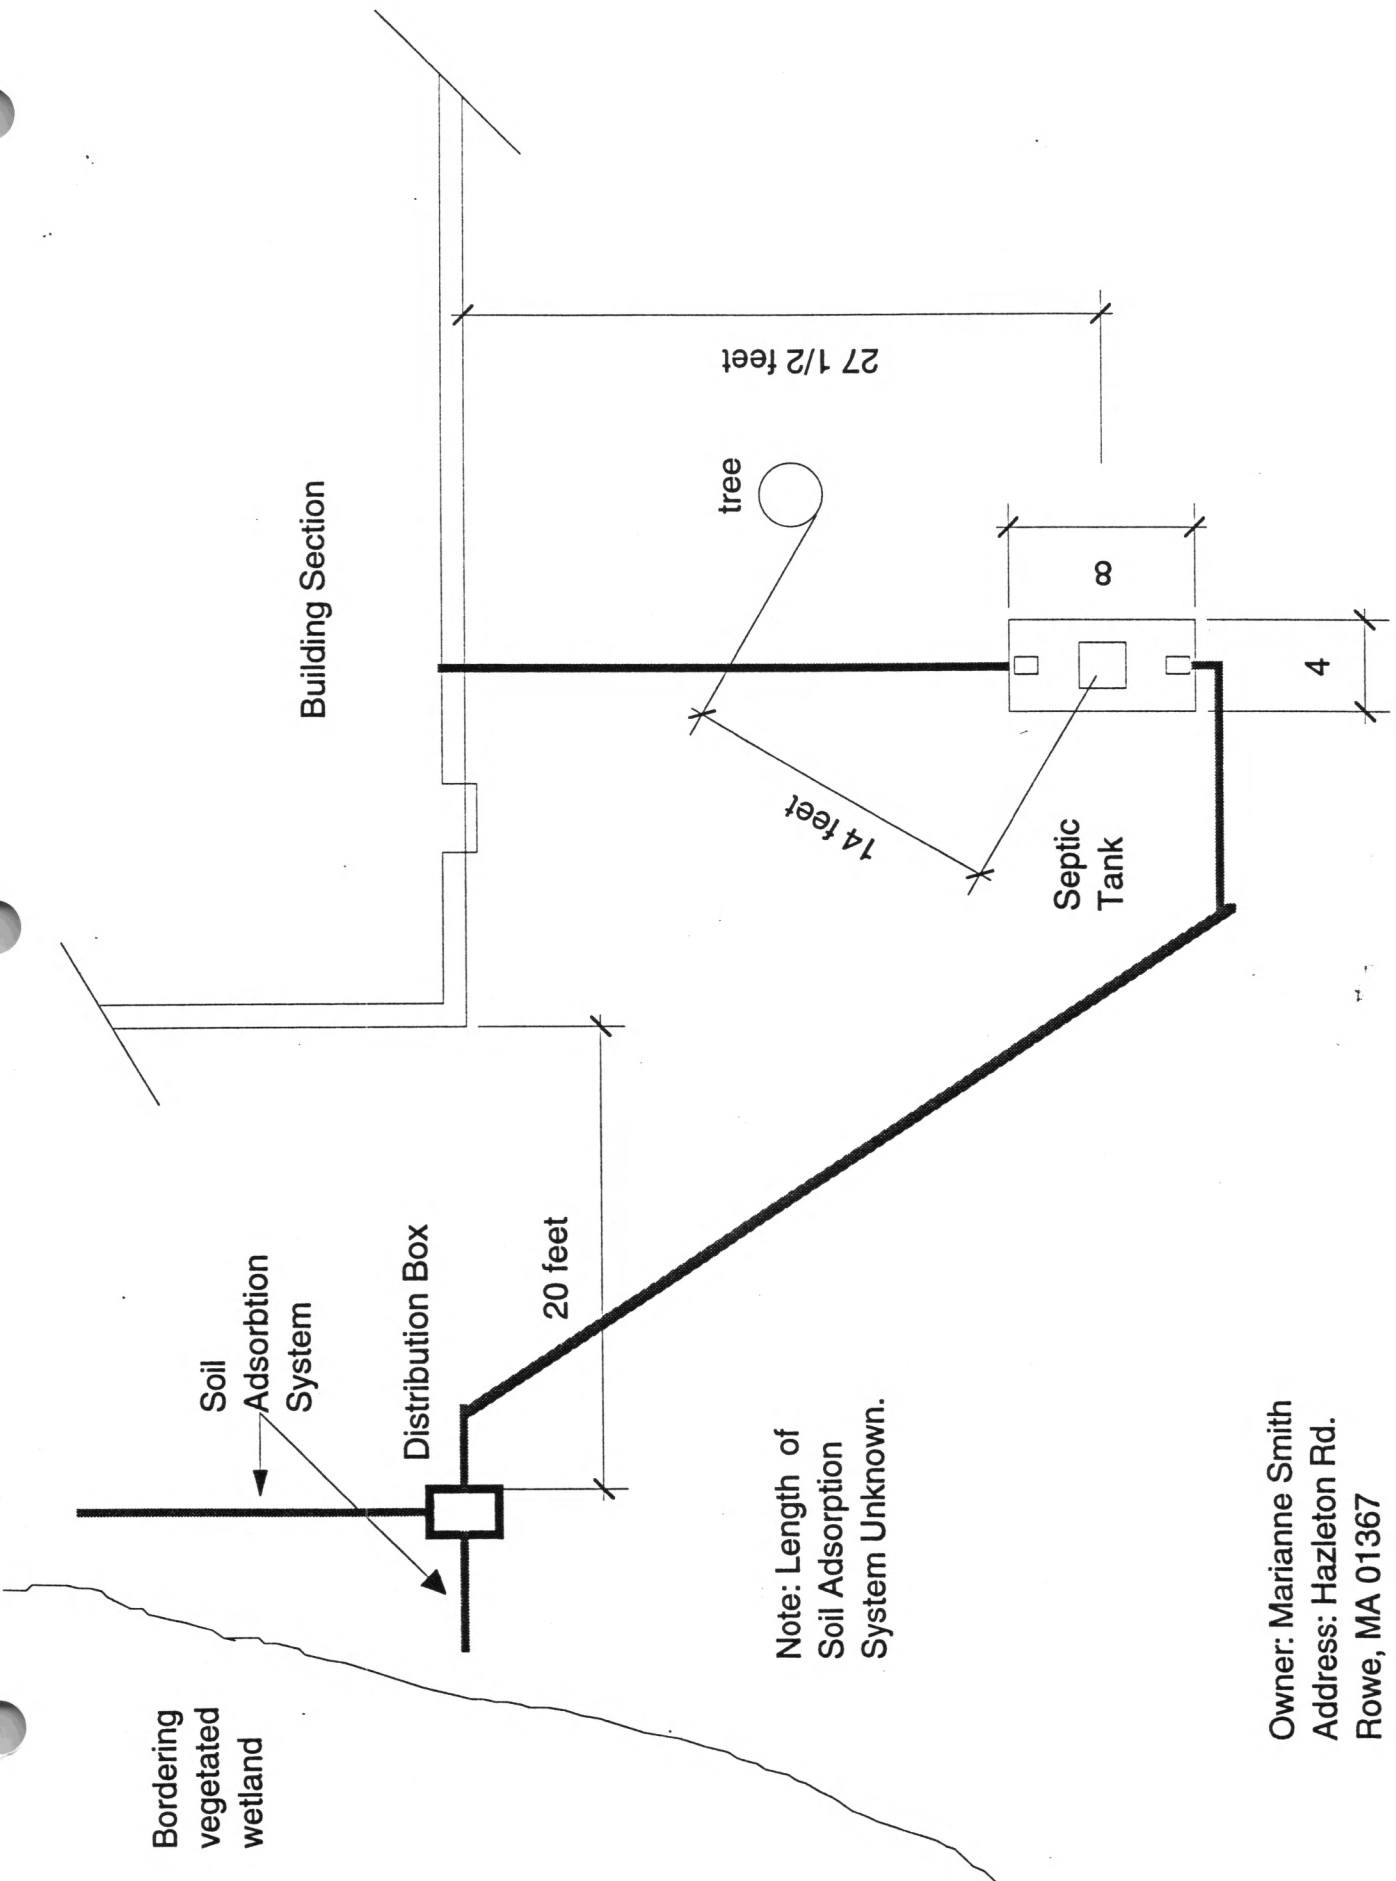 Bordering
vegetated
wetland
Soil
Adsorbtion
System
Distribution Box
20 feet
Building Section
tree
27 1/2 feet
14 feet
8
4
Septic
Tank
Note: Length of
Soil Adsorption
System Unknown.
Owner: Marianne Smith
Address: Hazleton Rd.
Rowe, MA 01367